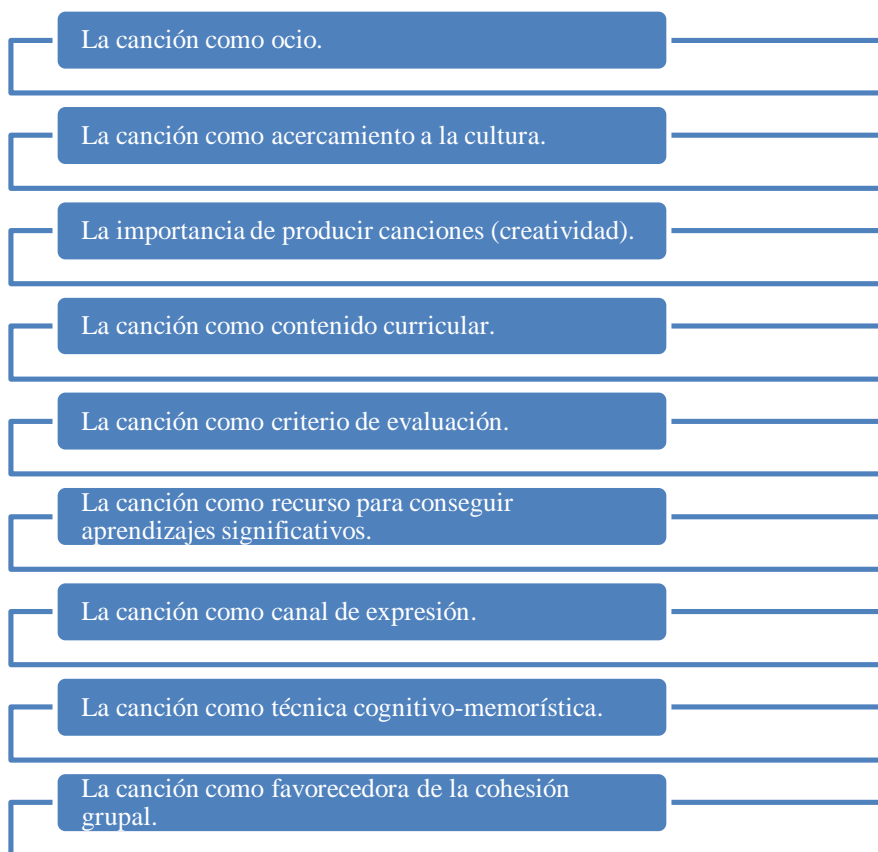 La canción como ocio.
La canción como acercamiento a la cultura.
La importancia de producir canciones (creatividad).
La canción como contenido curricular.
La canción como criterio de evaluación.
La canción como recurso para conseguir
aprendizajes significativos.
La canción como canal de expresión.
La canción como técnica cognitivo-memorística.
La canción como favorecedora de la cohesión
grupal.